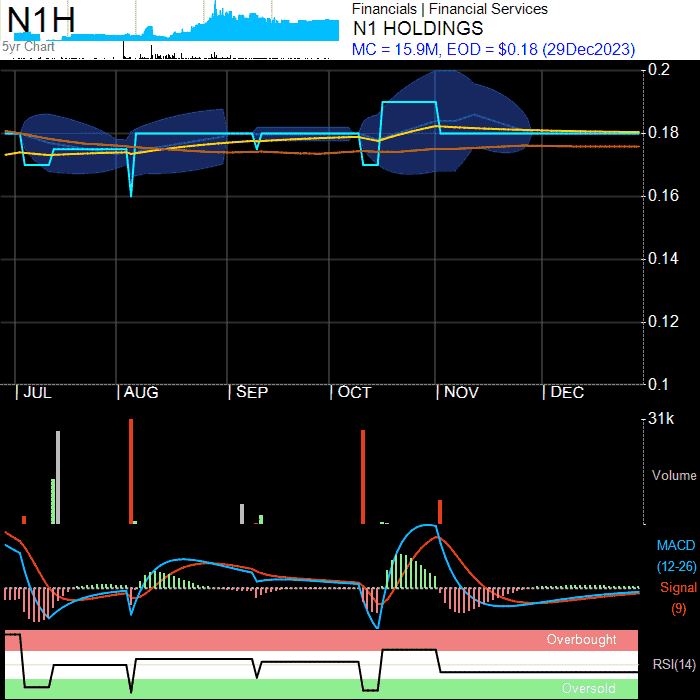 N1H
5yr Chart
Financials | Financial Services
N1 HOLDINGS
MC = 15.9M, EOD = $0.18 (29Dec2023)
0.2
0.18
0.16
0.14
0.12
0.1
| JUL | AUG | SEP | OCT | NOV | DEC
31k
Volume
MACD
(12-26)
Signal
(9)
Overbought
RSI(14)
Oversold